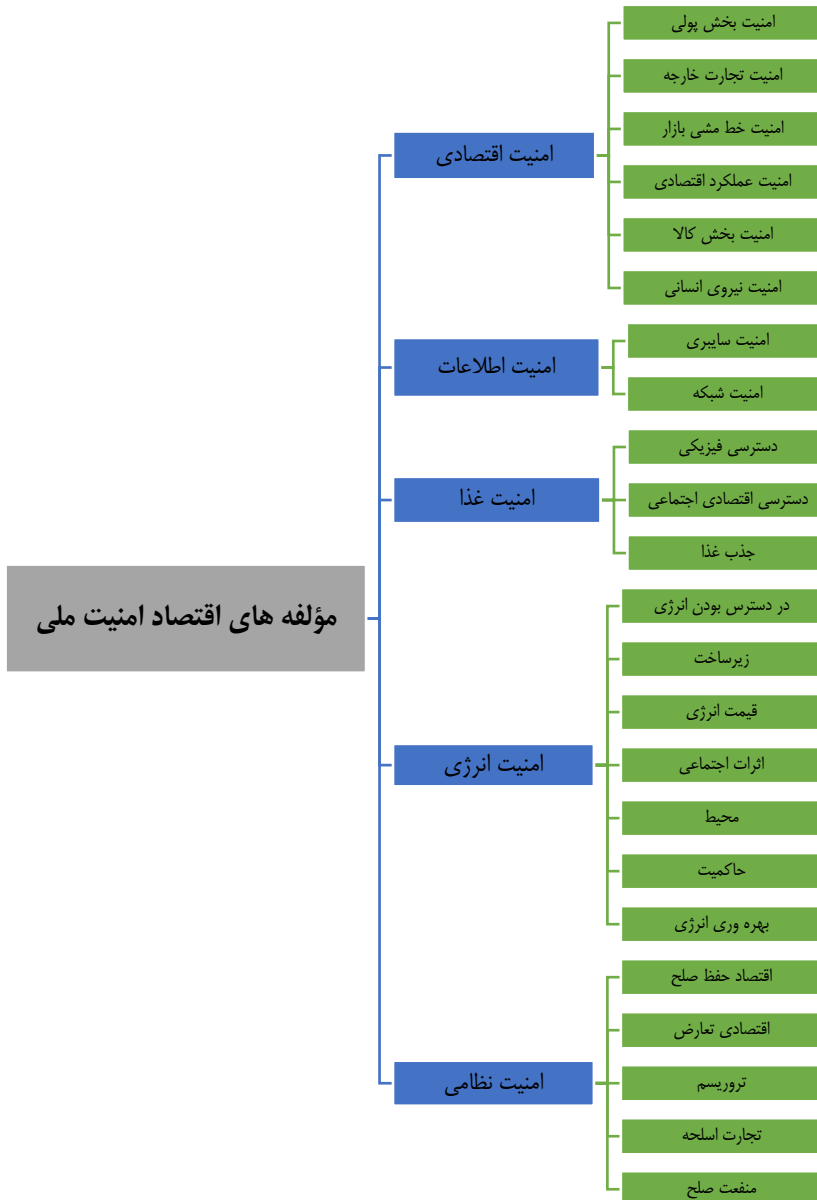 مؤلفه های اقتصاد امنیت ملی
امنیت اقتصادی
امنیت بخش پولی
امنیت تجارت خارجه
امنیت خط مشی بازار
امنیت عملکرد اقتصادی
امنیت بخش کالا
امنیت نیروی انسانی
امنیت اطلاعات
امنیت سایبری
امنیت شبکه
امنیت غذا
دسترسی فیزیکی
دسترسی اقتصادی اجتماعی
جذب غذا
امنیت انرژی
در دسترس بودن انرژی
زیرساخت
قیمت انرژی
اثرات اجتماعی
محیط
حاکمیت
بهره وری انرژی
امنیت نظامی
اقتصاد حفظ صلح
اقتصادی تعارض
تروریسم
تجارت اسلحه
منفعت صلح